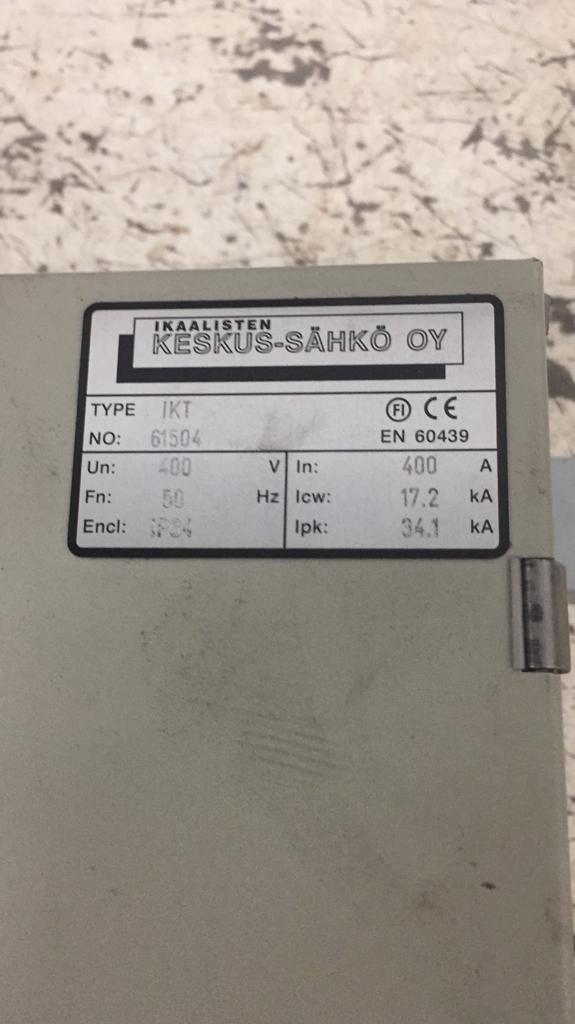 IKAALISTEN
KESKUS-SÄHKÖ OY
TYPE IKT FI CE
NO: 61504 EN 60439
Un: 400 V In: 400 A
Fn: 50 Hz Icw: 17.2 kA
Encl: IP34 Ipk: 34.1 kA